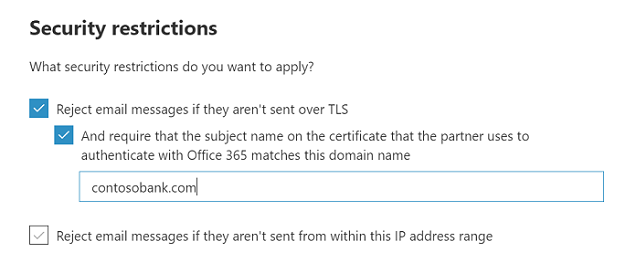 Security restrictions
What security restrictions do you want to apply?
Reject email messages if they aren't sent over TLS
And require that the subject name on the certificate that the partner uses to
authenticate with Office 365 matches this domain name
contosobank.com
Reject email messages if they aren't sent from within this IP address range